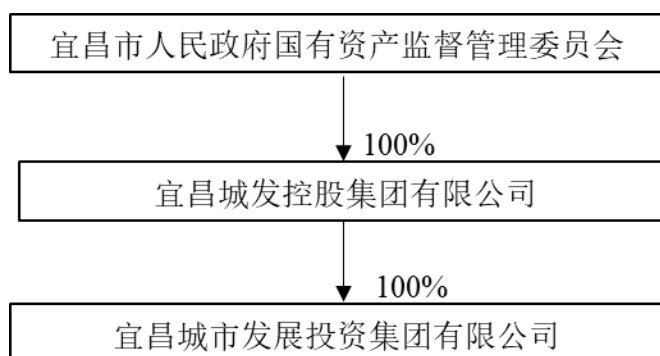 宜昌市人民政府国有资产监督管理委员会
100%
宜昌城发控股集团有限公司
100%
宜昌城市发展投资集团有限公司